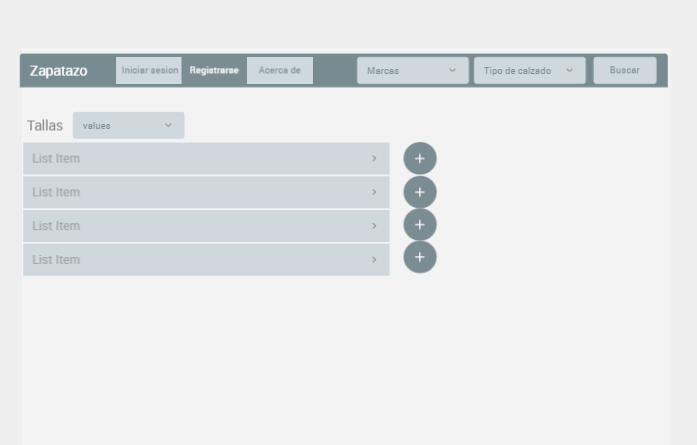 Zapatazo Iniciar sesion Registrarse Acerca de Marcas Tipo de calzado Buscar
Tallas values
List Item
List Item
List Item
List Item